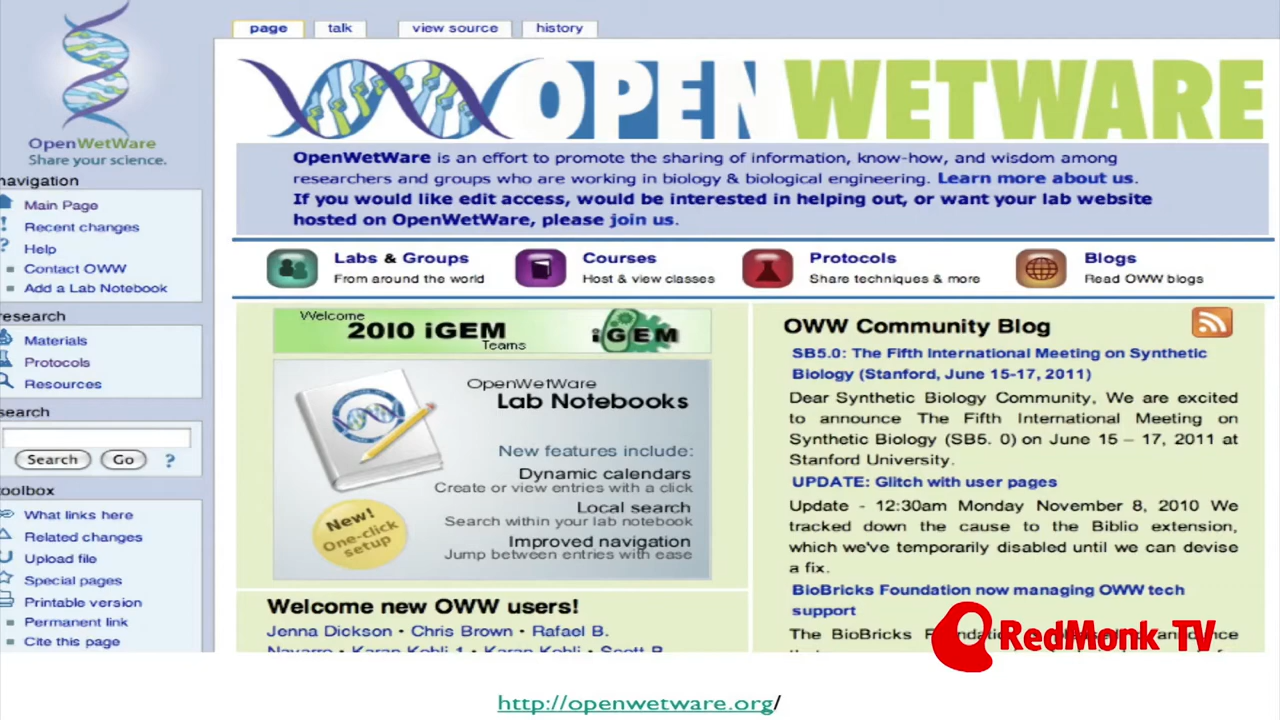 page
talk
view source
history
OpenWetWare
Share your science.
navigation
Main Page
Recent changes
Help
Contact OWW
Add a Lab Notebook
research
Materials
Protocols
Resources
search
Search
Go
?
toolbox
What links here
Related changes
Upload file
Special pages
Printable version
Permanent link
Cite this page
OPENWETWARE
OpenWetWare is an effort to promote the sharing of information, know-how, and wisdom among
researchers and groups who are working in biology & biological engineering. Learn more about us.
If you would like edit access, would be interested in helping out, or want your lab website
hosted on OpenWetWare, please join us.
Labs & Groups
From around the world
Courses
Host & view classes
Protocols
Share techniques & more
Blogs
Read OWW blogs
Welcome
2010 iGEM
Teams
iGEM
OpenWetWare
Lab Notebooks
New features include:
Dynamic calendars
Create or view entries with a click
Local search
Search within your lab notebook
Improved navigation
Jump between entries with ease
New!
One-click
setup
Welcome new OWW users!
Jenna Dickson • Chris Brown • Rafael B.
Navarro • Karan Kohli 1 • Karan Kohli • Scott B
OWW Community Blog
SB5.0: The Fifth International Meeting on Synthetic
Biology (Stanford, June 15-17, 2011)
Dear Synthetic Biology Community, We are excited
to announce The Fifth International Meeting on
Synthetic Biology (SB5. 0) on June 15 – 17, 2011 at
Stanford University.
UPDATE: Glitch with user pages
Update - 12:30am Monday November 8, 2010 We
tracked down the cause to the Biblio extension,
which we've temporarily disabled until we can devise
a fix.
BioBricks Foundation now managing OWW tech
support
The BioBricks
RedMonk TV
http://openwetware.org/